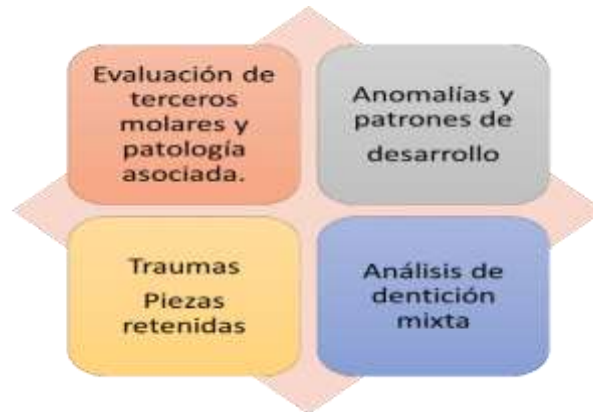 Evaluación de
terceros
molares y
patología
asociada.
Anomalías y
patrones de
desarrollo
Traumas
Piezas
retenidas
Análisis de
dentición
mixta